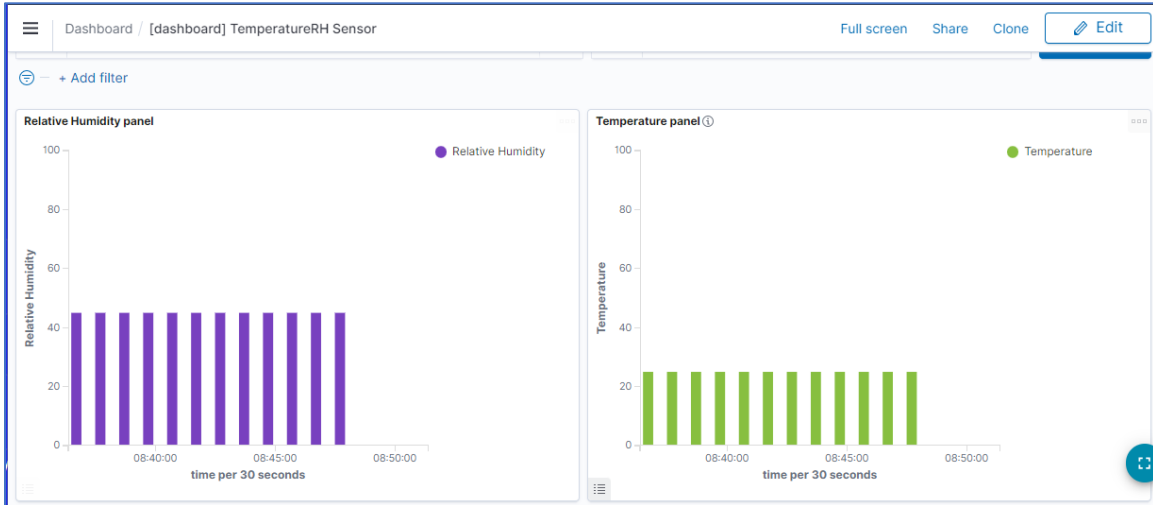 Dashboard / [dashboard] TemperatureRH Sensor
Full screen Share Clone Edit
+ Add filter
Relative Humidity panel
Relative Humidity
100
80
60
40
20
0
Relative Humidity
08:40:00 08:45:00 08:50:00
time per 30 seconds
Temperature panel
Temperature
100
80
60
40
20
0
Temperature
08:40:00 08:45:00 08:50:00
time per 30 seconds